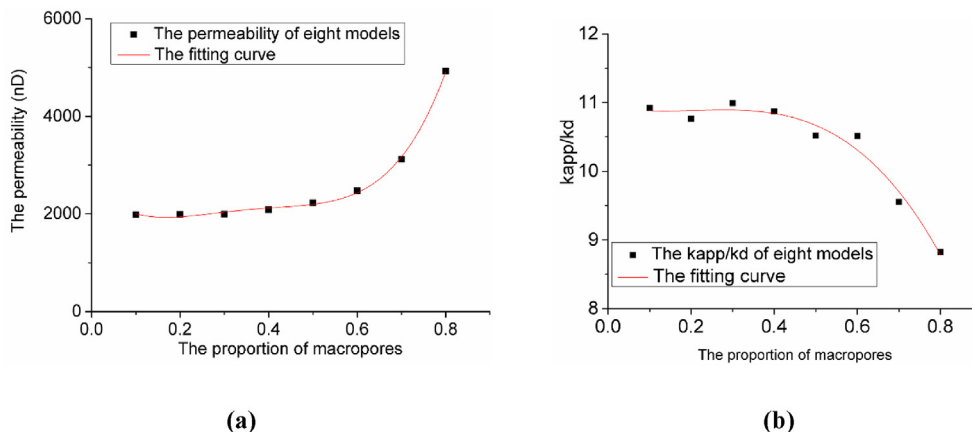 6000
4000
2000
0
The permeability (nD)
The permeability of eight models
The fitting curve
0.0 0.2 0.4 0.6 0.8
The proportion of macropores
(a)
12
11
10
9
8
kapp/kd
The kapp/kd of eight models
The fitting curve
0.0 0.2 0.4 0.6 0.8
The proportion of macropores
(b)